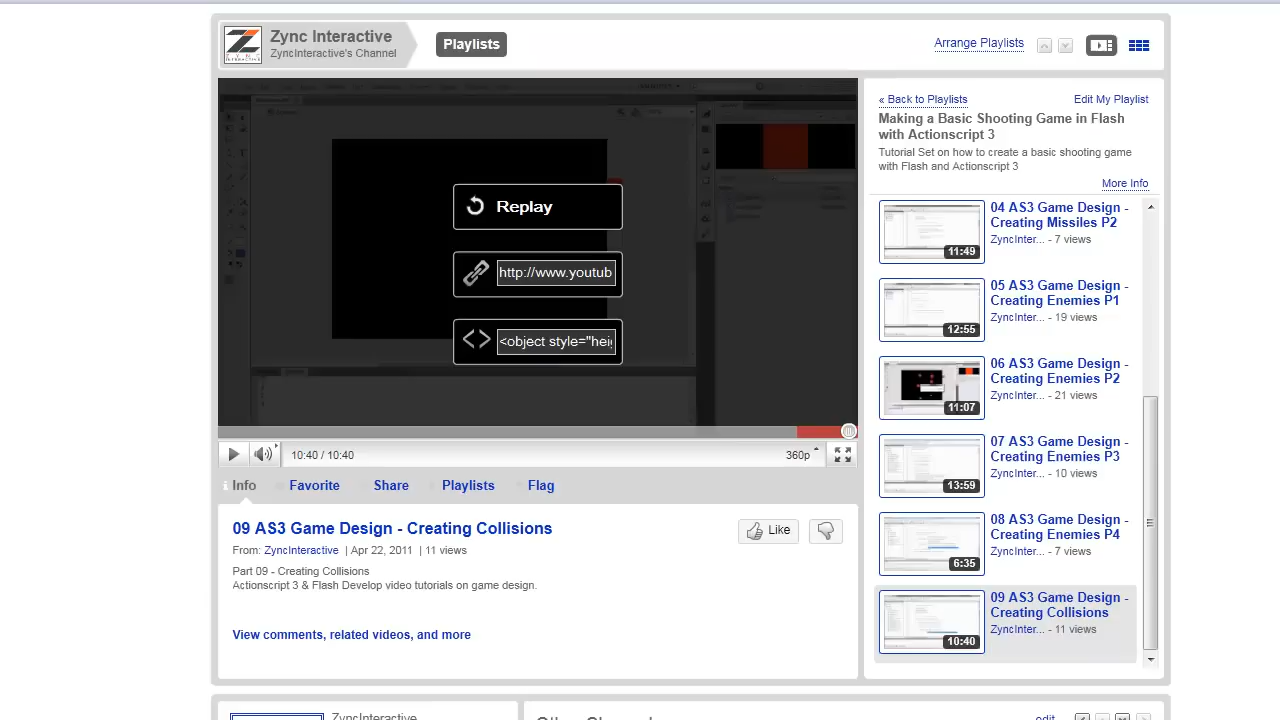 Zync Interactive
ZyncInteractive's Channel
Playlists
Arrange Playlists
Replay
http://www.youtub
<object style="hei
10:40 / 10:40
360p
Info
Favorite
Share
Playlists
Flag
09 AS3 Game Design - Creating Collisions
From: ZyncInteractive | Apr 22, 2011 | 11 views
Part 09 - Creating Collisions
Actionscript 3 & Flash Develop video tutorials on game design.
Like
View comments, related videos, and more
« Back to Playlists
Edit My Playlist
Making a Basic Shooting Game in Flash
with Actionscript 3
Tutorial Set on how to create a basic shooting game
with Flash and Actionscript 3
More Info
04 AS3 Game Design -
Creating Missiles P2
ZyncInter... - 7 views
11:49
05 AS3 Game Design -
Creating Enemies P1
ZyncInter... - 19 views
12:55
06 AS3 Game Design -
Creating Enemies P2
ZyncInter... - 21 views
11:07
07 AS3 Game Design -
Creating Enemies P3
ZyncInter... - 10 views
13:59
08 AS3 Game Design -
Creating Enemies P4
ZyncInter... - 7 views
6:35
09 AS3 Game Design -
Creating Collisions
ZyncInter... - 11 views
10:40
ZyncInteractive
edit